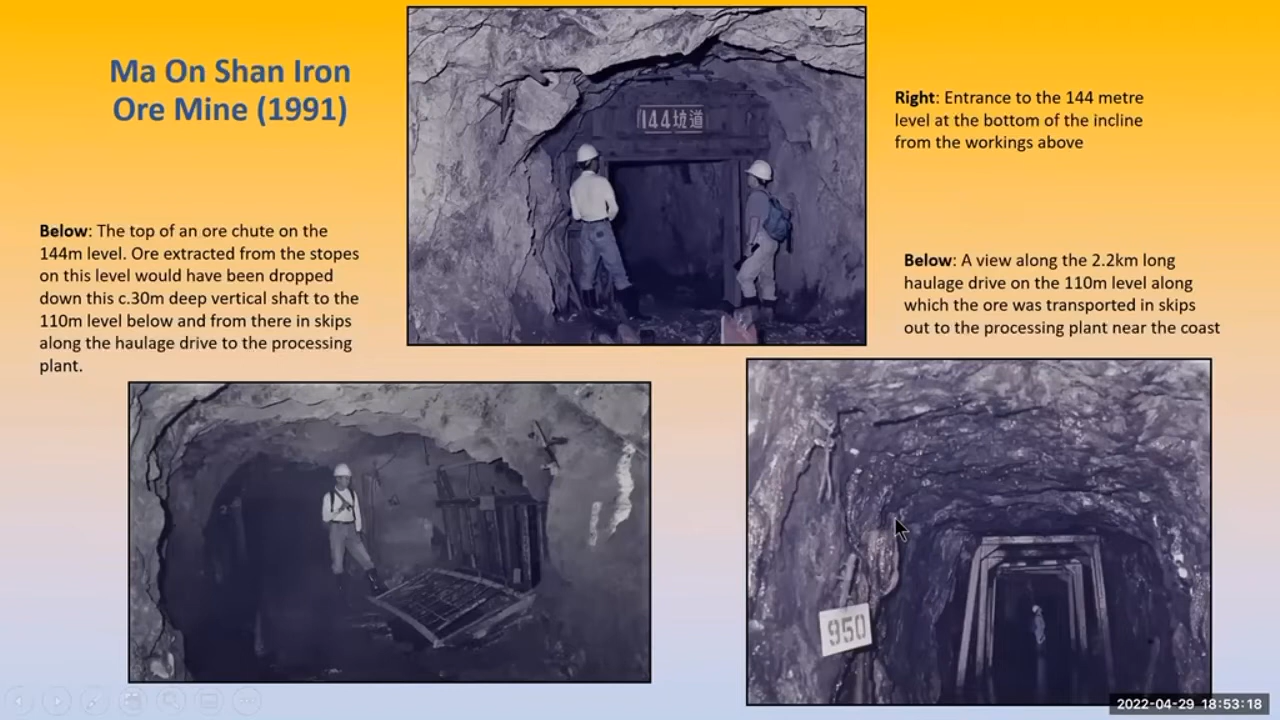 Ma On Shan Iron
Ore Mine (1991)
144坑道
Right: Entrance to the 144 metre
level at the bottom of the incline
from the workings above
Below: The top of an ore chute on the
144m level. Ore extracted from the stopes
on this level would have been dropped
down this c.30m deep vertical shaft to the
110m level below and from there in skips
along the haulage drive to the processing
plant.
Below: A view along the 2.2km long
haulage drive on the 110m level along
which the ore was transported in skips
out to the processing plant near the coast
950
2022-04-29 18:53:18